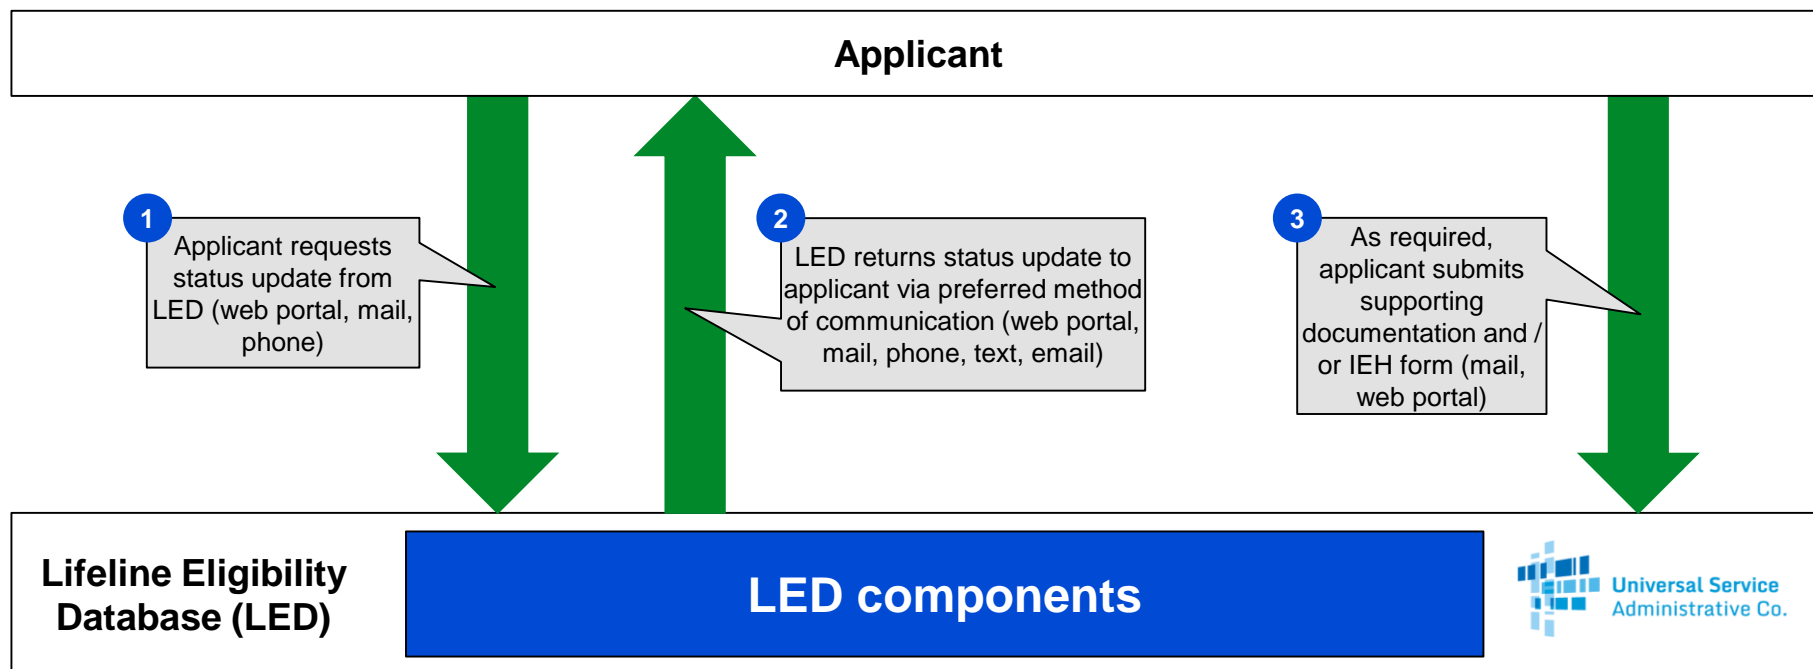 Applicant
1
Applicant requests
status update from
LED (web portal, mail,
phone)
2
LED returns status update to
applicant via preferred method
of communication (web portal,
mail, phone, text, email)
3
As required,
applicant submits
supporting
documentation and /
or IEH form (mail,
web portal)
Lifeline Eligibility
Database (LED)
LED components
Universal Service
Administrative Co.